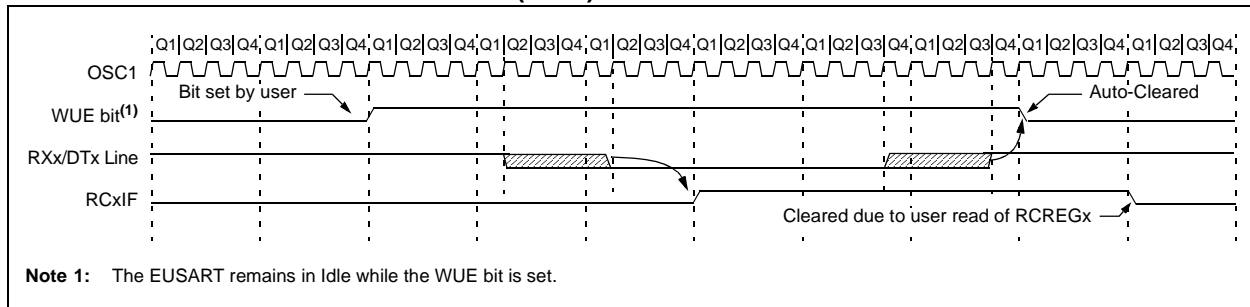 Q1 Q2 Q3 Q4 Q1 Q2 Q3 Q4 Q1 Q2 Q3 Q4 Q1 Q2 Q3 Q4 Q1 Q2 Q3 Q4 Q1 Q2 Q3 Q4 Q1 Q2 Q3 Q4 Q1 Q2 Q3 Q4 Q1 Q2 Q3 Q4 Q1 Q2 Q3 Q4
OSC1
Bit set by user
Auto-Cleared
WUE bit(1)
RXx/DTx Line
RCxIF
Cleared due to user read of RCREGx
Note 1: The EUSART remains in Idle while the WUE bit is set.